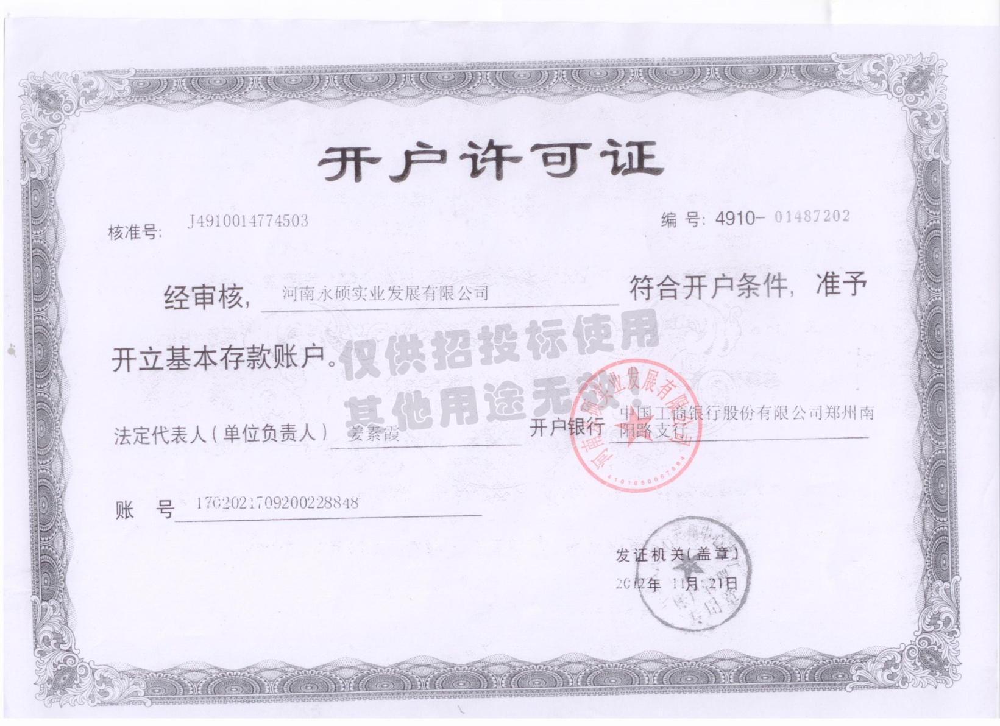 开户许可证
核准号: J4910014774503
编 号: 4910-01487202
经审核, 河南永硕实业发展有限公司 符合开户条件, 准予
开立基本存款账户。
仅供招投标使用
其他用途无效!
法定代表人(单位负责人) 姜素霞
开户银行 中国工商银行股份有限公司郑州南
阳路支行
河南永硕实业发展有限公司
4101050067894
账 号 1702021709200228848
发证机关(盖章)
2012年 11月 21日